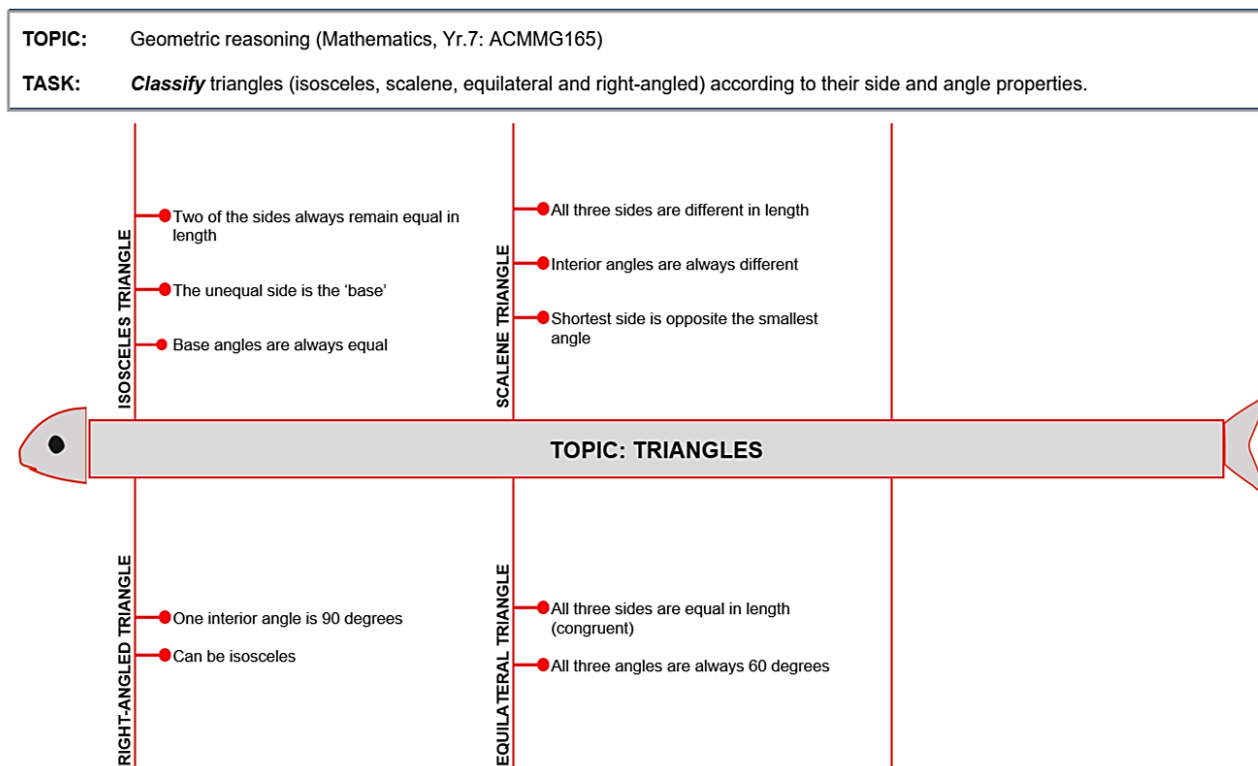 TOPIC: Geometric reasoning (Mathematics, Yr.7: ACMMG165)
TASK: Classify triangles (isosceles, scalene, equilateral and right-angled) according to their side and angle properties.
ISOSCELES TRIANGLE
Two of the sides always remain equal in
length
The unequal side is the ‘base’
Base angles are always equal
SCALENE TRIANGLE
All three sides are different in length
Interior angles are always different
Shortest side is opposite the smallest
angle
TOPIC: TRIANGLES
RIGHT-ANGLED TRIANGLE
One interior angle is 90 degrees
Can be isosceles
EQUILATERAL TRIANGLE
All three sides are equal in length
(congruent)
All three angles are always 60 degrees